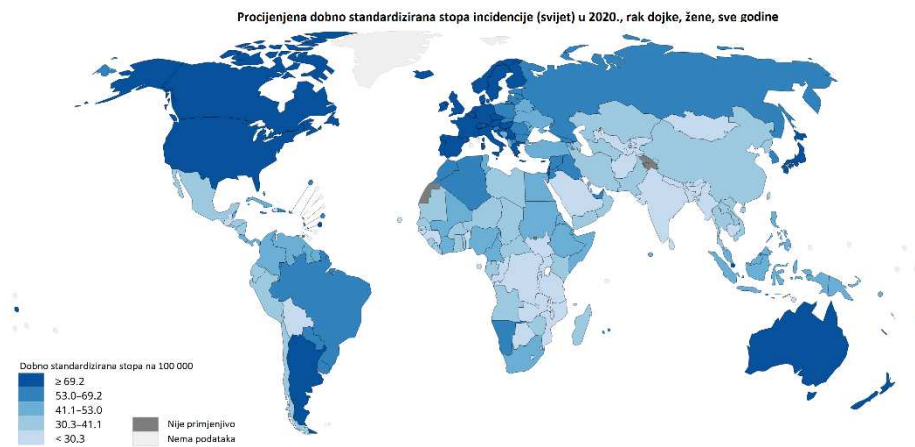 Procijenjena dobno standardizirana stopa incidencije (svijet) u 2020., rak dojke, žene, sve godine
Dobno standardizirana stopa na 100 000
≥ 69.2
53.0–69.2
41.1–53.0
30.3–41.1
< 30.3
Nije primjenjivo
Nema podataka